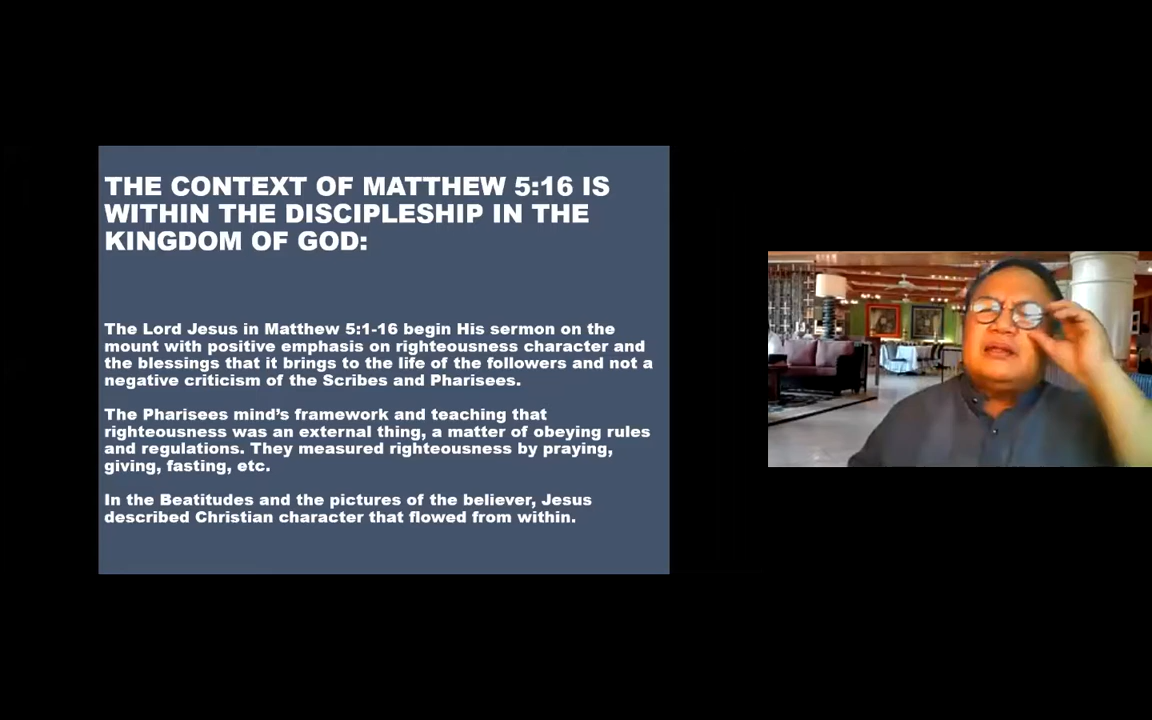 THE CONTEXT OF MATTHEW 5:16 IS
WITHIN THE DISCIPLESHIP IN THE
KINGDOM OF GOD:
The Lord Jesus in Matthew 5:1-16 begin His sermon on the
mount with positive emphasis on righteousness character and
the blessings that it brings to the life of the followers and not a
negative criticism of the Scribes and Pharisees.
The Pharisees mind's framework and teaching that
righteousness was an external thing, a matter of obeying rules
and regulations. They measured righteousness by praying,
giving, fasting, etc.
In the Beatitudes and the pictures of the believer, Jesus
described Christian character that flowed from within.